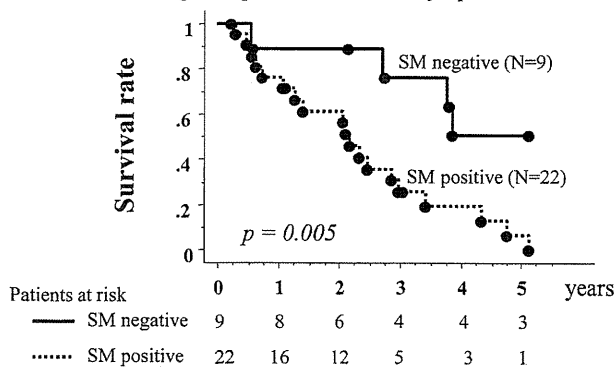 1
.8
.6
.4
.2
0
Survival rate
SM negative (N=9)
SM positive (N=22)
p = 0.005
0 1 2 3 4 5 years
Patients at risk
SM negative 9 8 6 4 4 3
SM positive 22 16 12 5 3 1